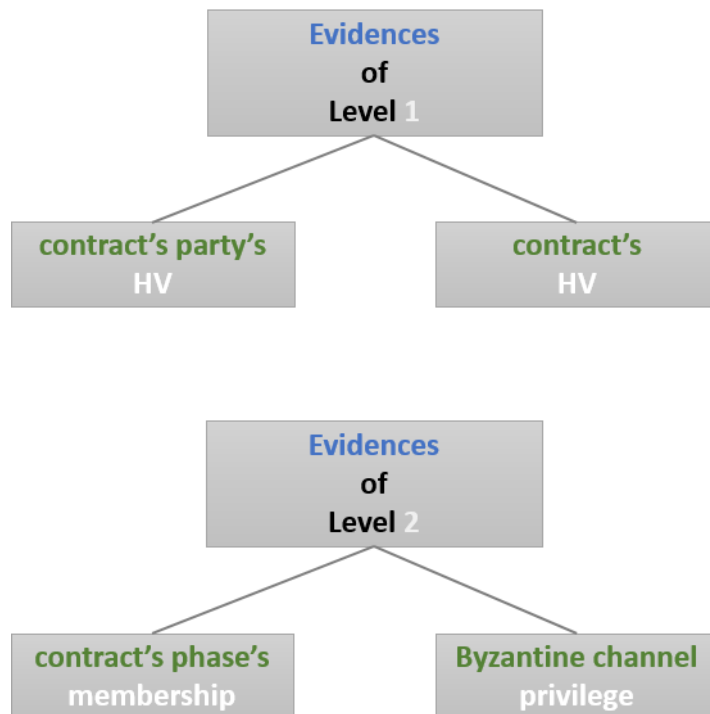 Evidences
of
Level 1
contract's party's
HV
contract's
HV
Evidences
of
Level 2
contract's phase's
membership
Byzantine channel
privilege